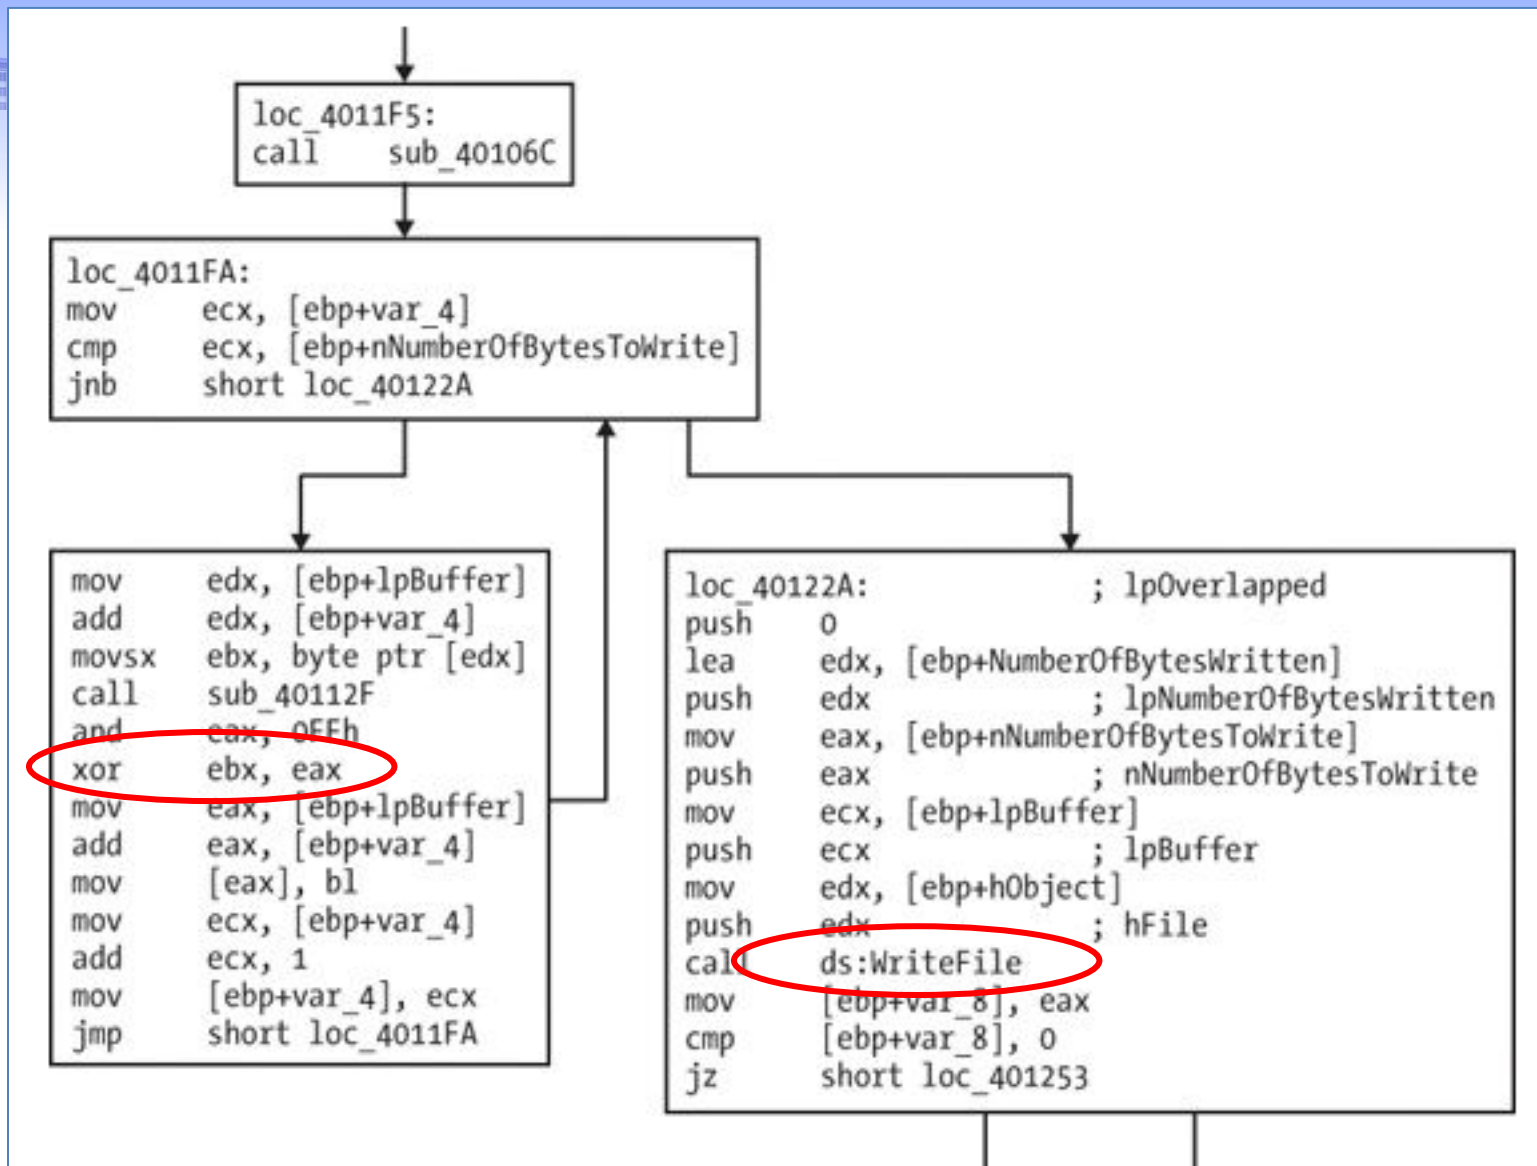 loc_4011F5:
call sub_40106C
loc_4011FA:
mov ecx, [ebp+var_4]
cmp ecx, [ebp+nNumberOfBytesToWrite]
jnb short loc_40122A
mov edx, [ebp+lpBuffer]
add edx, [ebp+var_4]
movsx ebx, byte ptr [edx]
call sub_40112F
and eax, 0FFh
xor ebx, eax
mov eax, [ebp+lpBuffer]
add eax, [ebp+var_4]
mov [eax], bl
mov ecx, [ebp+var_4]
add ecx, 1
mov [ebp+var_4], ecx
jmp short loc_4011FA
loc_40122A: ; lpOverlapped
push 0
lea edx, [ebp+NumberOfBytesWritten]
push edx ; lpNumberOfBytesWritten
mov eax, [ebp+nNumberOfBytesToWrite]
push eax ; nNumberOfBytesToWrite
mov ecx, [ebp+lpBuffer]
push ecx ; lpBuffer
mov edx, [ebp+hObject]
push edx ; hFile
call ds:WriteFile
mov [ebp+var_8], eax
cmp [ebp+var_8], 0
jz short loc_401253